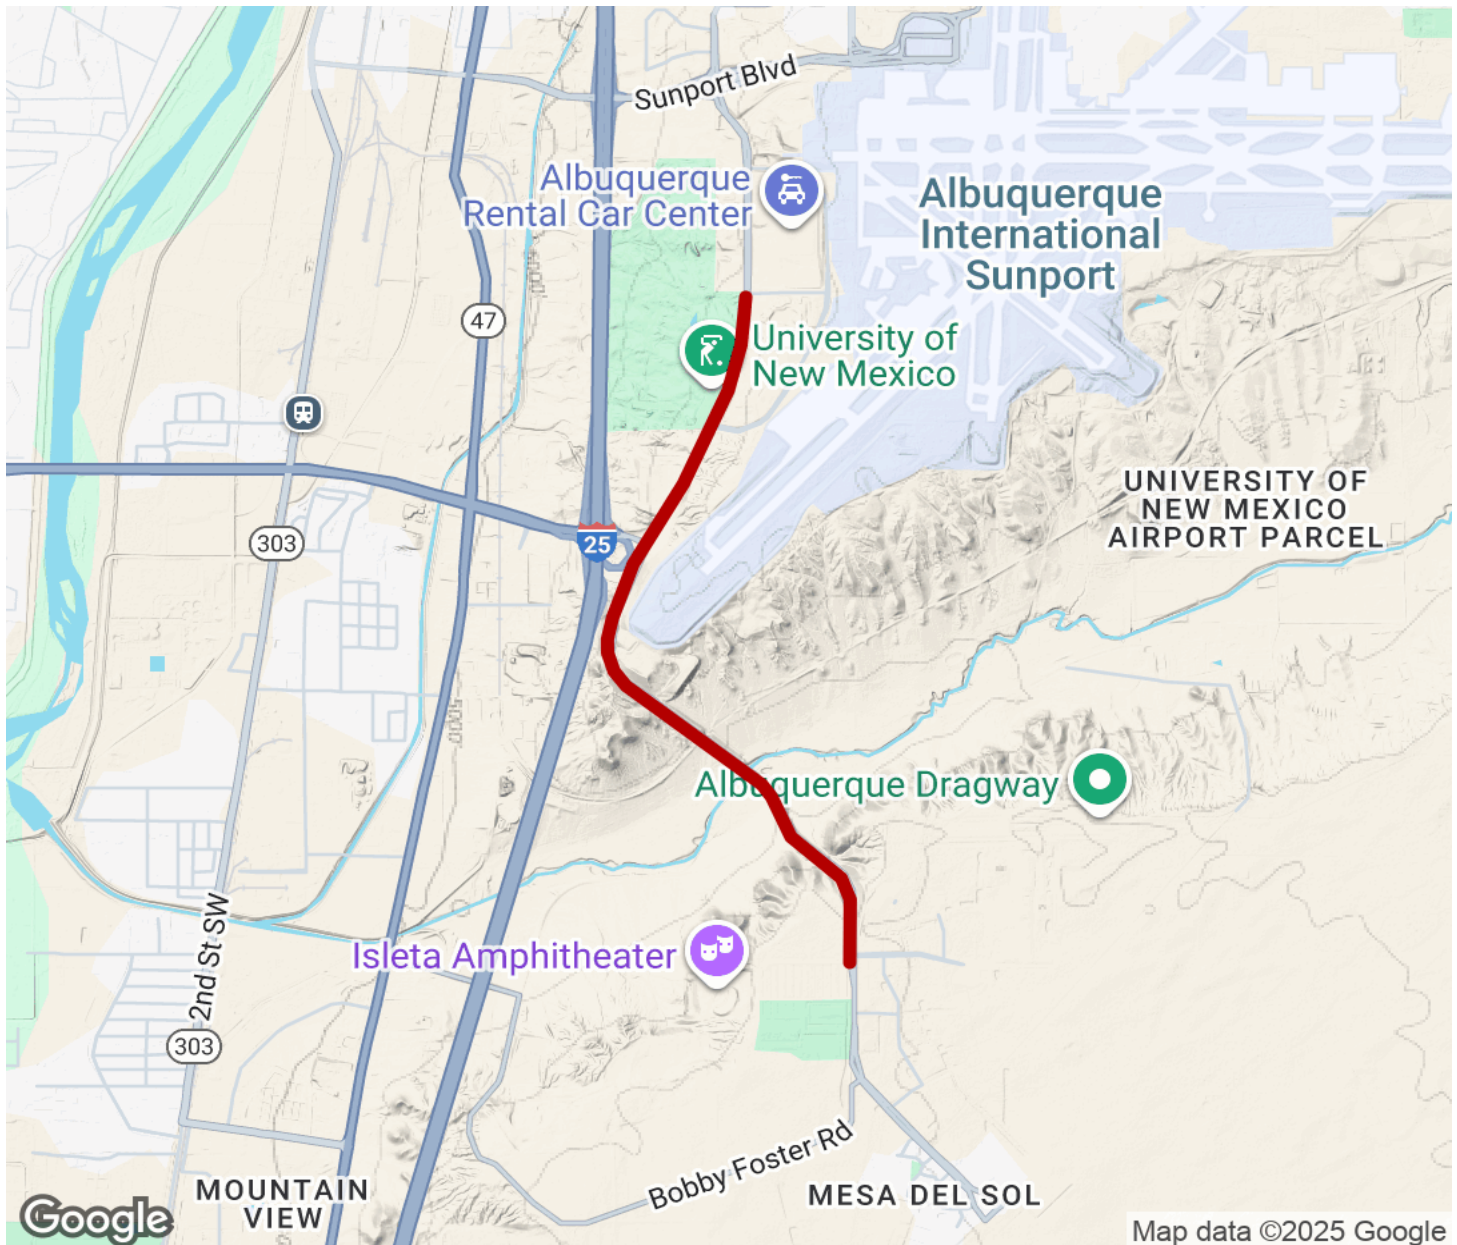 Sunport Blvd
Albuquerque
Rental Car Center
Albuquerque
International
Sunport
47
University of
New Mexico
UNIVERSITY OF
NEW MEXICO
AIRPORT PARCEL
303
25
Albuquerque Dragway
2nd St SW
Isleta Amphitheater
303
Bobby Foster Rd
MOUNTAIN
VIEW
MESA DEL SOL
Google
Map data ©2025 Google